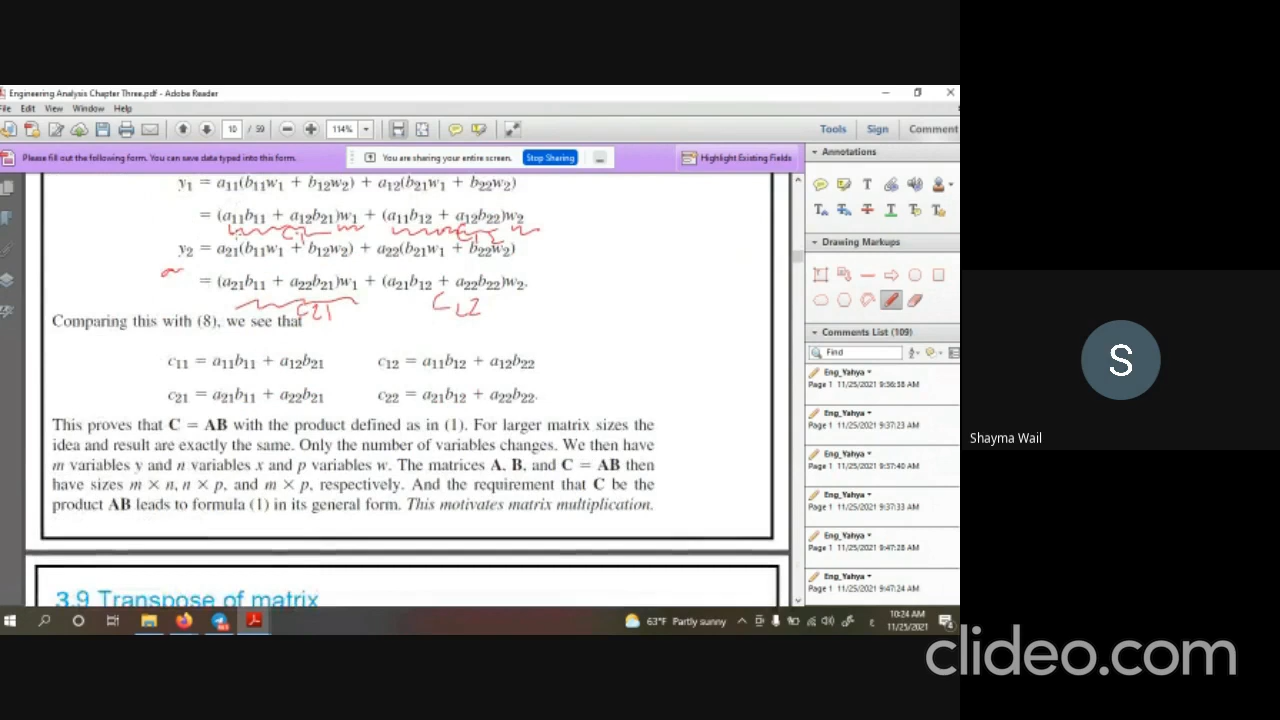 Engineering Analysis Chapter Three.pdf - Adobe Reader
File Edit View Window Help
10 / 59 114% Tools Sign Comment
Please fill out the following form. You can save data typed into this form.
You are sharing your entire screen. Stop Sharing
Highlight Existing Fields
y₁ = a₁₁(b₁₁w₁ + b₁₂w₂) + a₁₂(b₂₁w₁ + b₂₂w₂)
= (a₁₁b₁₁ + a₁₂b₂₁)w₁ + (a₁₁b₁₂ + a₁₂b₂₂)w₂
C11 C12
y₂ = a₂₁(b₁₁w₁ + b₁₂w₂) + a₂₂(b₂₁w₁ + b₂₂w₂)
= (a₂₁b₁₁ + a₂₂b₂₁)w₁ + (a₂₁b₁₂ + a₂₂b₂₂)w₂.
C21 C22
Comparing this with (8), we see that
c₁₁ = a₁₁b₁₁ + a₁₂b₂₁ c₁₂ = a₁₁b₁₂ + a₁₂b₂₂
c₂₁ = a₂₁b₁₁ + a₂₂b₂₁ c₂₂ = a₂₁b₁₂ + a₂₂b₂₂.
This proves that C = AB with the product defined as in (1). For larger matrix sizes the
idea and result are exactly the same. Only the number of variables changes. We then have
m variables y and n variables x and p variables w. The matrices A, B, and C = AB then
have sizes m × n, n × p, and m × p, respectively. And the requirement that C be the
product AB leads to formula (1) in its general form. This motivates matrix multiplication.
3.9 Transpose of matrix
Annotations
Drawing Markups
Comments List (109)
Find
Eng_Yahya
Page 1 11/25/2021 9:36:38 AM
Eng_Yahya
Page 1 11/25/2021 9:37:23 AM
Eng_Yahya
Page 1 11/25/2021 9:37:40 AM
Eng_Yahya
Page 1 11/25/2021 9:37:33 AM
Eng_Yahya
Page 1 11/25/2021 9:47:28 AM
Eng_Yahya
Page 1 11/25/2021 9:47:24 AM
63°F Partly sunny
10:24 AM
11/25/2021
S
Shayma Wail
clideo.com